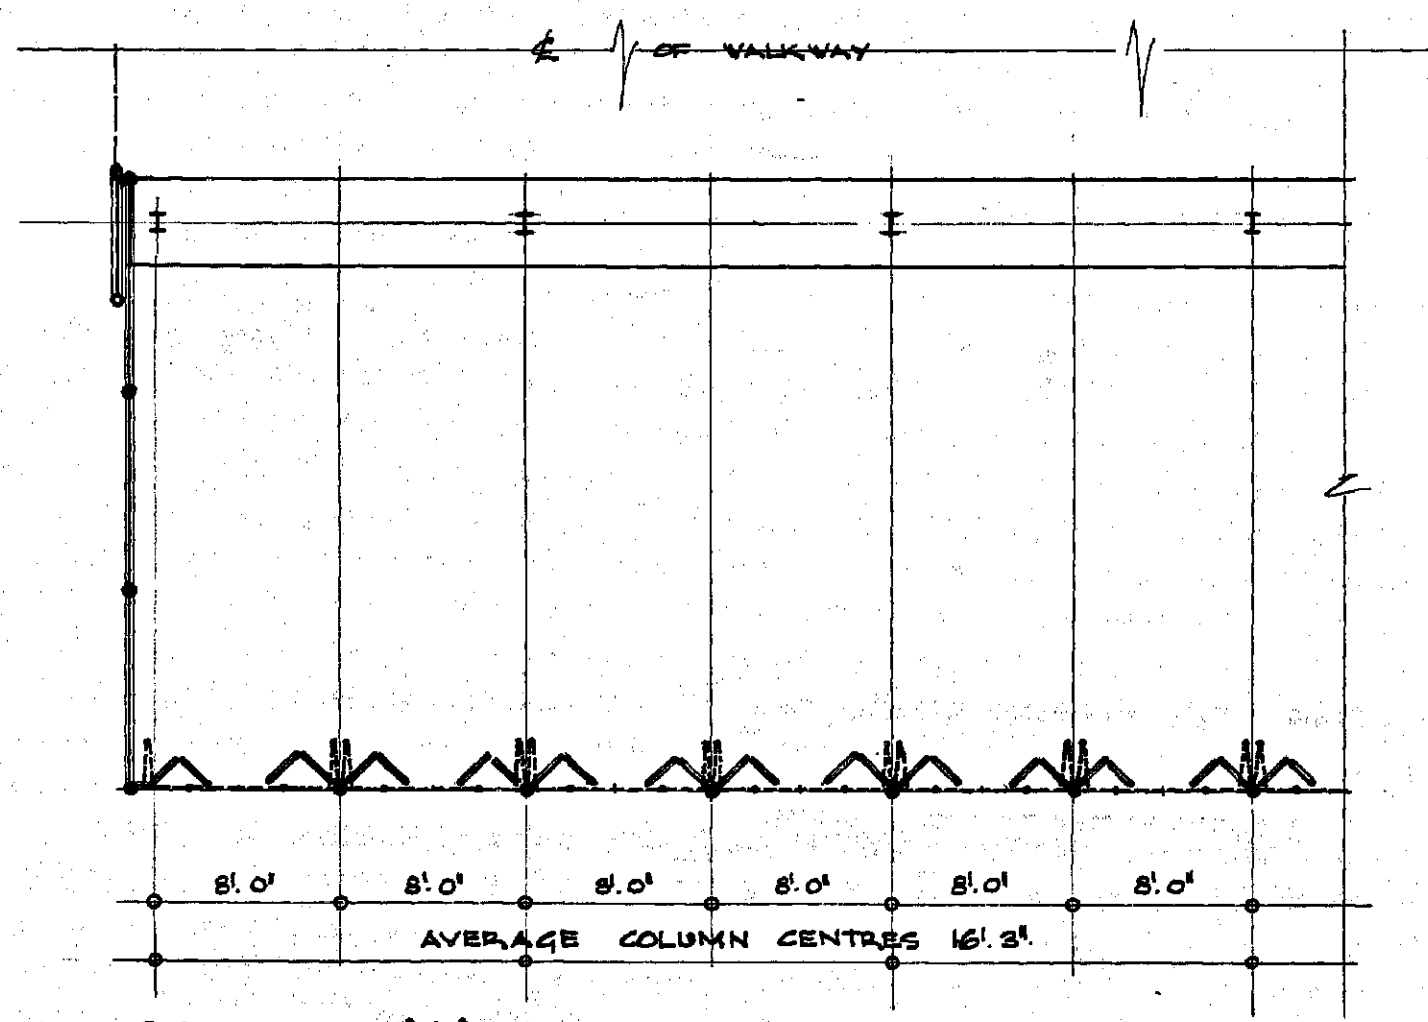 ℄ OF WALKWAY
8'. 0" 8'. 0" 8'. 0" 8'. 0" 8'. 0" 8'. 0"
AVERAGE COLUMN CENTRES 16'. 3".